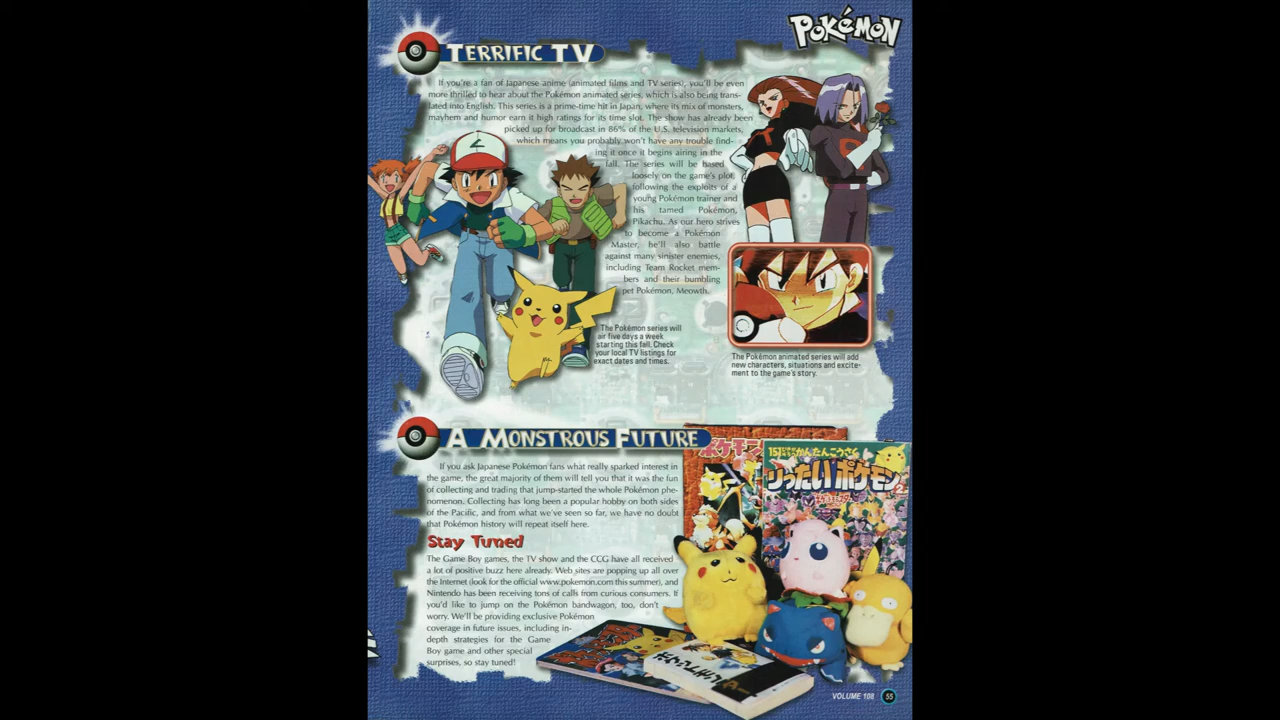 POKéMON
TERRIFIC TV
If you're a fan of Japanese anime (animated films and TV series), you'll be even
more thrilled to hear about the Pokémon animated series, which is also being trans-
lated into English. This series is a prime-time hit in Japan, where its mix of monsters,
mayhem and humor earn it high ratings for its time slot. The show has already been
picked up for broadcast in 86% of the U.S. television markets,
which means you probably won't have any trouble find-
ing it once it begins airing in the
fall. The series will be based
loosely on the game's plot,
following the exploits of a
young Pokémon trainer and
his tamed Pokémon,
Pikachu. As our hero strives
to become a Pokémon
Master, he'll also battle
against many sinister enemies,
including Team Rocket mem-
bers and their bumbling
pet Pokémon, Meowth.
The Pokémon series will
air five days a week
starting this fall. Check
your local TV listings for
exact dates and times.
The Pokémon animated series will add
new characters, situations and excite-
ment to the game's story.
A MONSTROUS FUTURE
If you ask Japanese Pokémon fans what really sparked interest in
the game, the great majority of them will tell you that it was the fun
of collecting and trading that jump-started the whole Pokémon phe-
nomenon. Collecting has long been a popular hobby on both sides
of the Pacific, and from what we've seen so far, we have no doubt
that Pokémon history will repeat itself here.
Stay Tuned
The Game Boy games, the TV show and the CCG have all received
a lot of positive buzz here already. Web sites are popping up all over
the Internet (look for the official www.pokemon.com this summer), and
Nintendo has been receiving tons of calls from curious consumers. If
you'd like to jump on the Pokémon bandwagon, too, don't
worry. We'll be providing exclusive Pokémon
coverage in future issues, including in-
depth strategies for the Game
Boy game and other special
surprises, so stay tuned!
ポケモン
かんたんこうさく
りったいポケモン
VOLUME 108 55